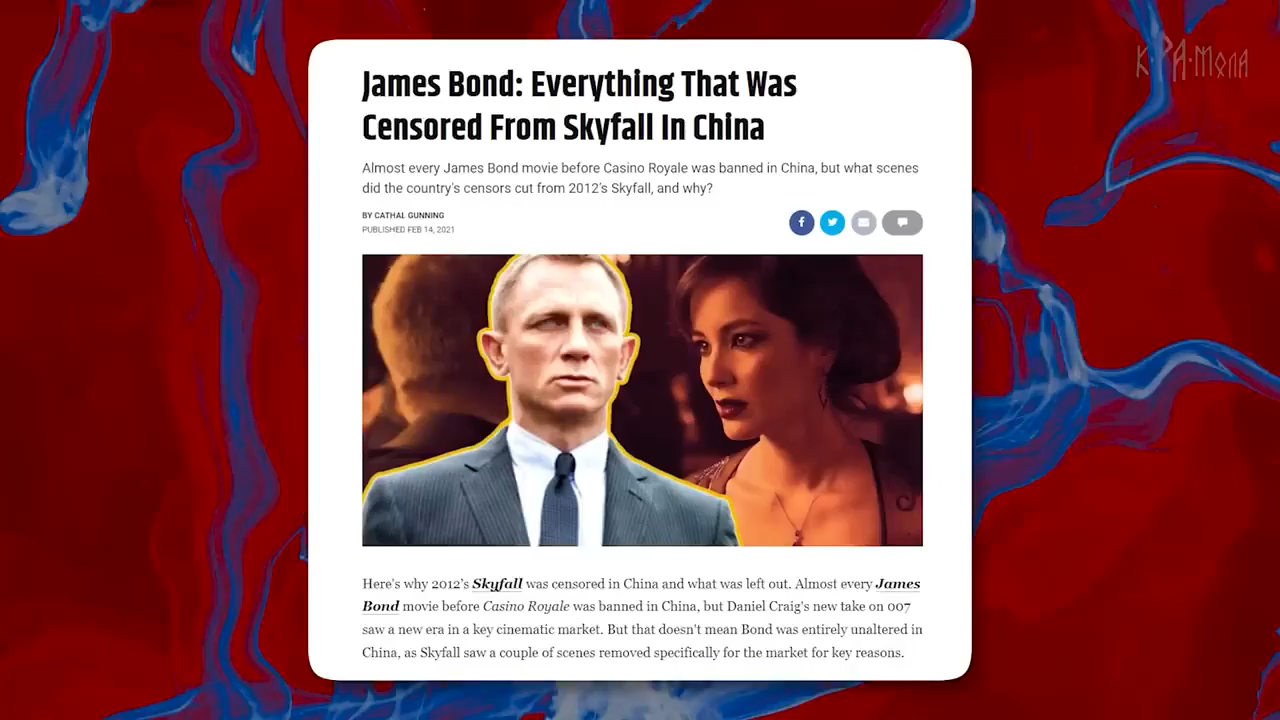 к·РА·мола
James Bond: Everything That Was
Censored From Skyfall In China
Almost every James Bond movie before Casino Royale was banned in China, but what scenes
did the country's censors cut from 2012's Skyfall, and why?
BY CATHAL GUNNING
PUBLISHED FEB 14, 2021
Here's why 2012's Skyfall was censored in China and what was left out. Almost every James
Bond movie before Casino Royale was banned in China, but Daniel Craig's new take on 007
saw a new era in a key cinematic market. But that doesn't mean Bond was entirely unaltered in
China, as Skyfall saw a couple of scenes removed specifically for the market for key reasons.